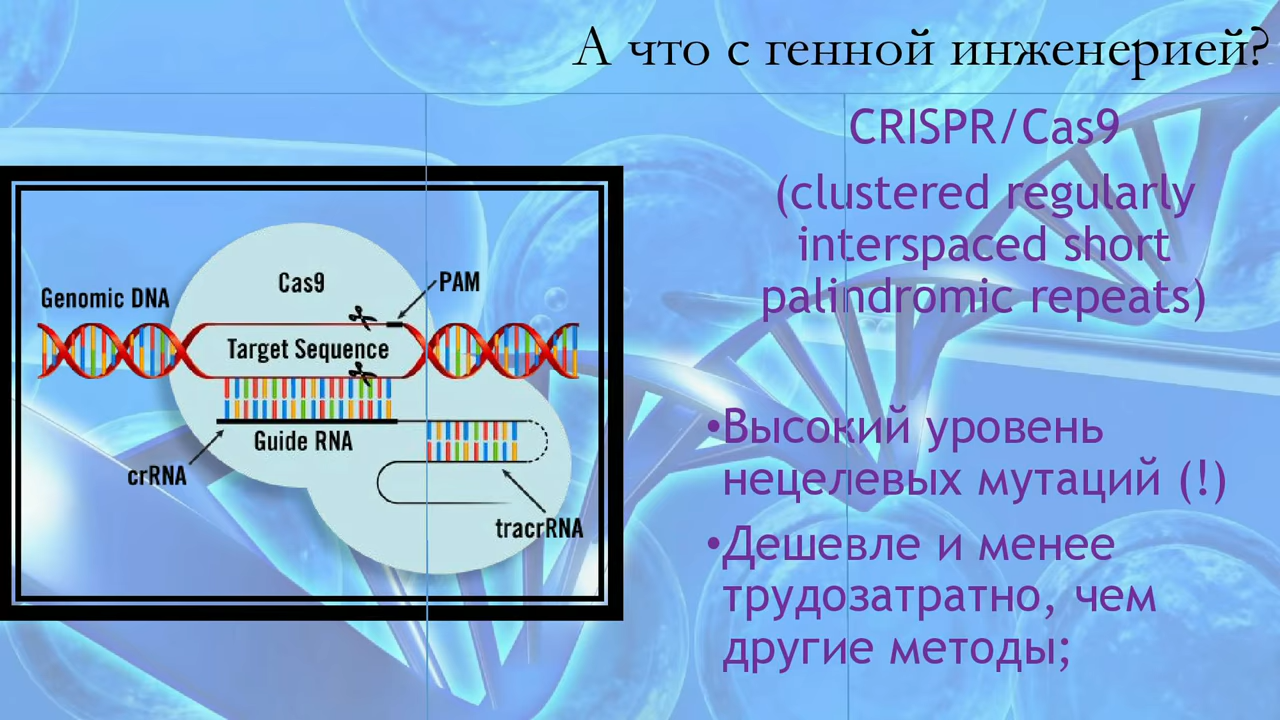 А что с генной инженерией?
CRISPR/Cas9
(clustered regularly
interspaced short
palindromic repeats)
•Высокий уровень
нецелевых мутаций (!)
•Дешевле и менее
трудозатратно, чем
другие методы;
Cas9
PAM
Genomic DNA
Target Sequence
Guide RNA
crRNA
tracrRNA